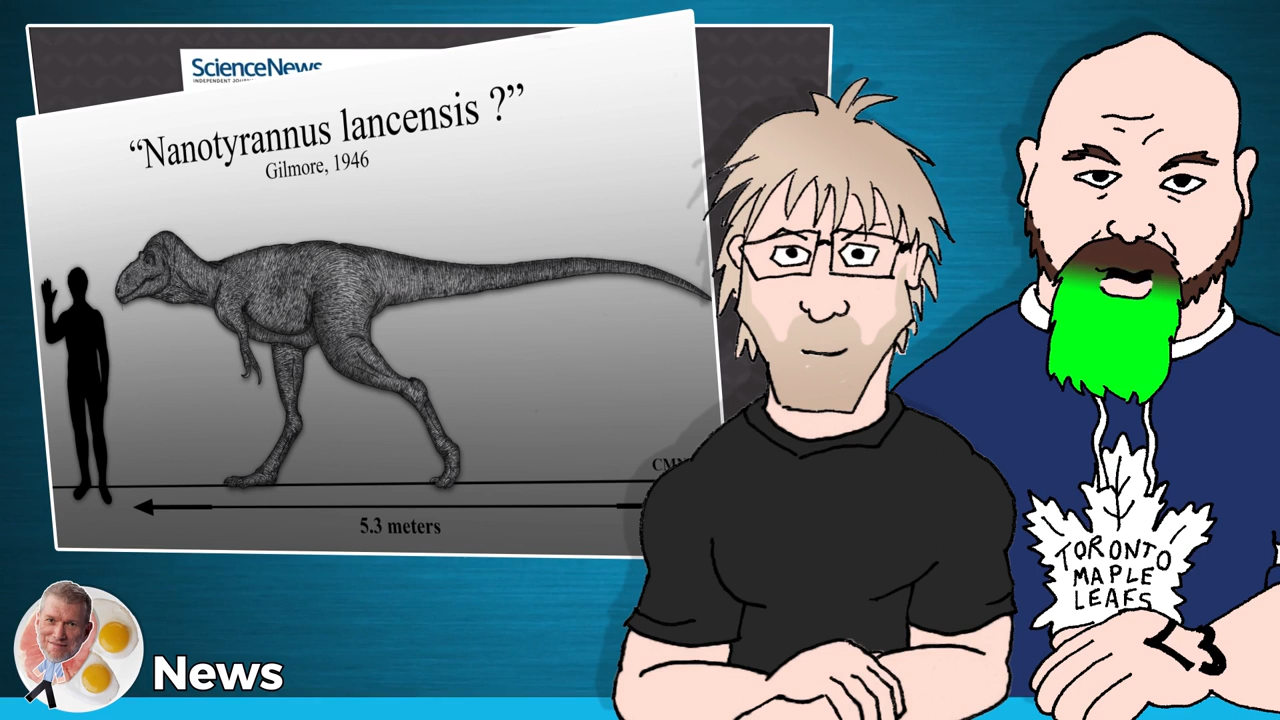 ScienceNews
“Nanotyrannus lancensis ?”
Gilmore, 1946
5.3 meters
TORONTO
MAPLE
LEAFS
News